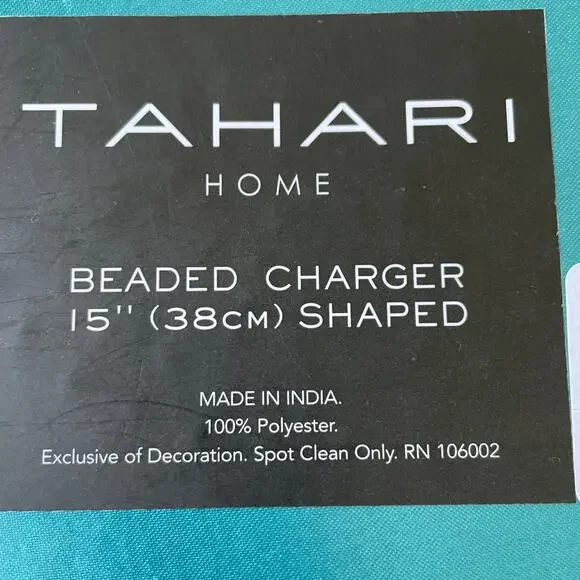 TAHARI
HOME
BEADED CHARGER
15" (38CM) SHAPED
MADE IN INDIA.
100% Polyester.
Exclusive of Decoration. Spot Clean Only. RN 106002